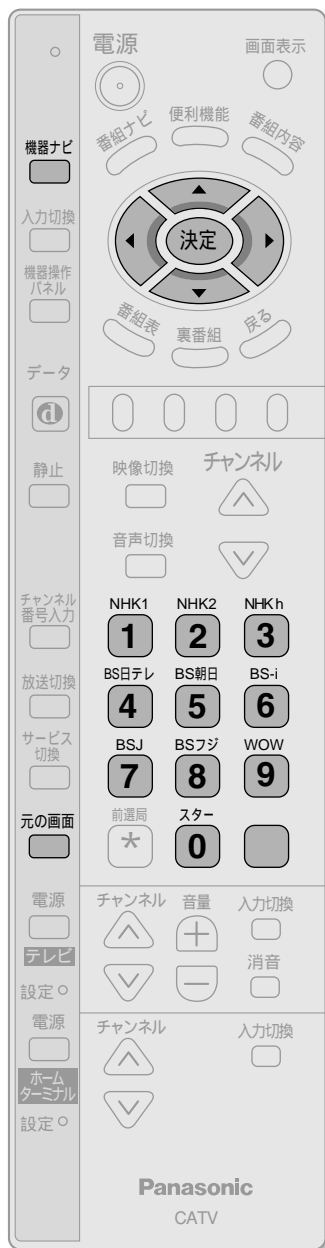 電源
画面表示
番組ナビ
便利機能
番組内容
機器ナビ
入力切換
機器操作
パネル
決定
番組表
裏番組
戻る
データ
d
静止
映像切換
チャンネル
音声切換
チャンネル
番号入力
NHK1 NHK2 NHK h
1 2 3
放送切換
BS日テレ BS朝日 BS-i
4 5 6
サービス
切換
BSJ BSフジ WOW
7 8 9
元の画面
前選局 スター
* 0
電源
テレビ
設定
チャンネル 音量 入力切換
+
消音
−
電源
ホーム
ターミナル
設定
チャンネル 入力切換
Panasonic
CATV